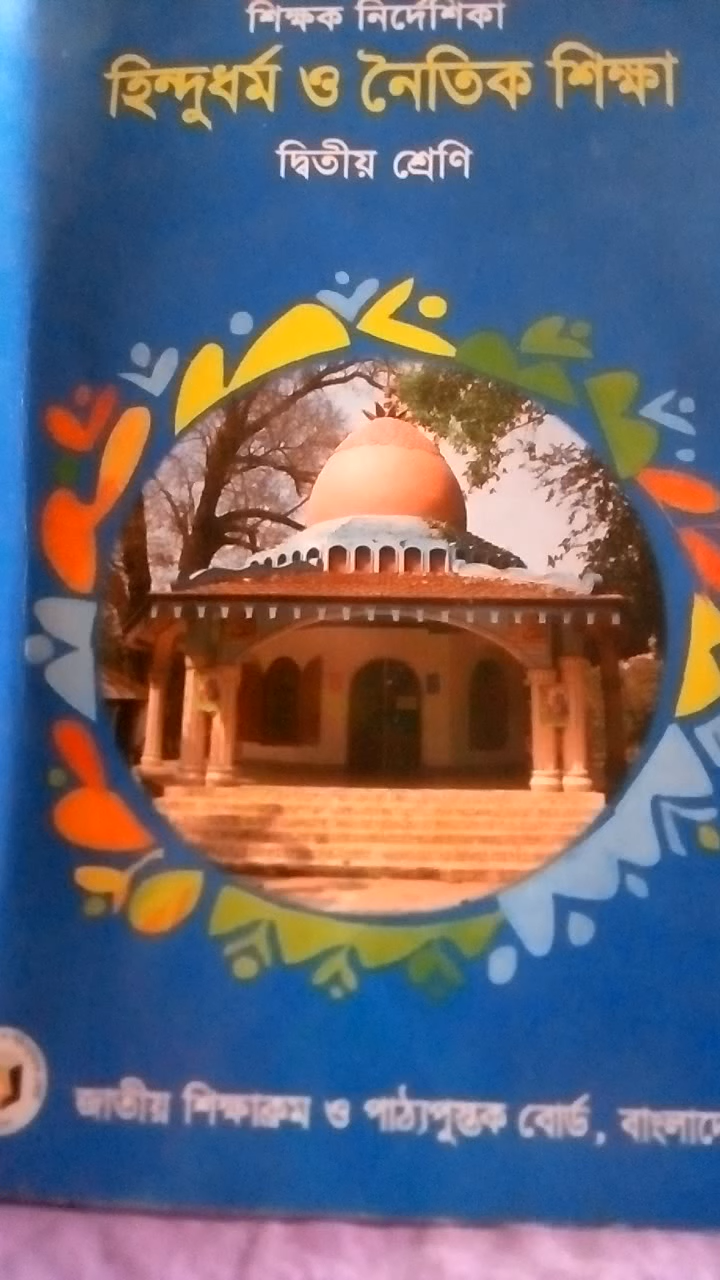 শিক্ষক নির্দেশিকা
হিন্দুধর্ম ও নৈতিক শিক্ষা
দ্বিতীয় শ্রেণি
জাতীয় শিক্ষাক্রম ও পাঠ্যপুস্তক বোর্ড, বাংলাদে